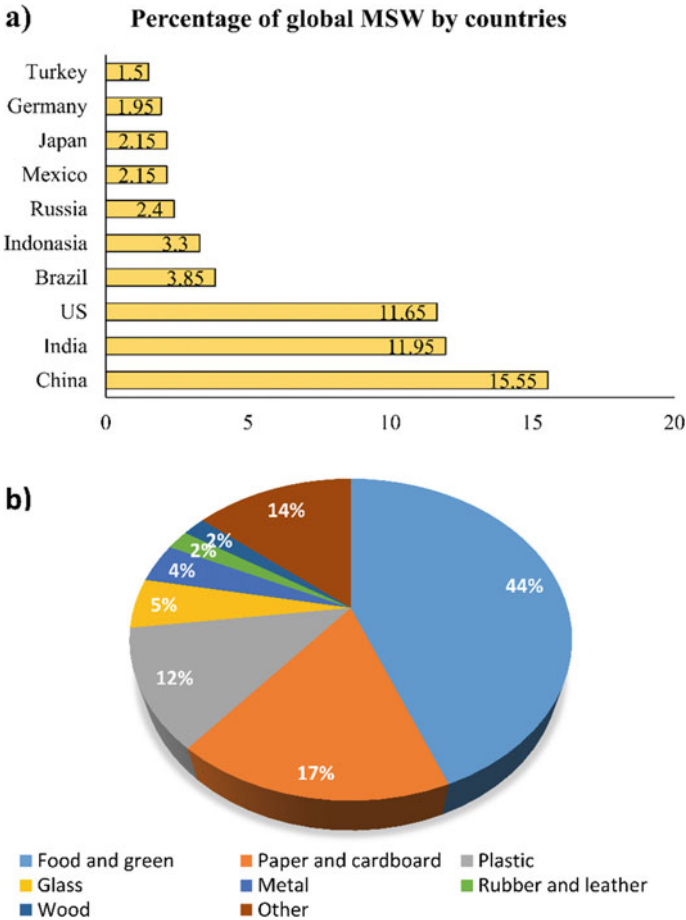 a) Percentage of global MSW by countries
Turkey 1.5
Germany 1.95
Japan 2.15
Mexico 2.15
Russia 2.4
Indonasia 3.3
Brazil 3.85
US 11.65
India 11.95
China 15.55
0 5 10 15 20
b)
14%
2%
2%
4%
44%
5%
12%
17%
Food and green Paper and cardboard Plastic
Glass Metal Rubber and leather
Wood Other